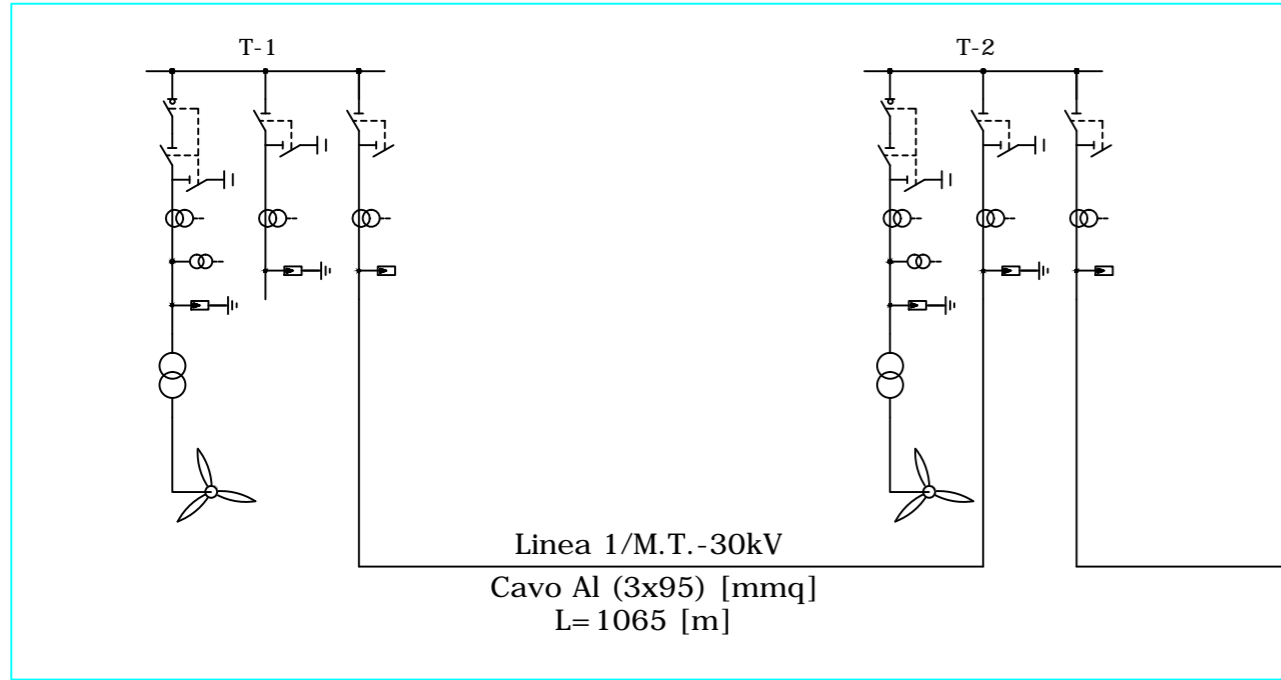 T-1
T-2
Linea 1/M.T.-30kV
Cavo Al (3x95) [mmq]
L=1065 [m]